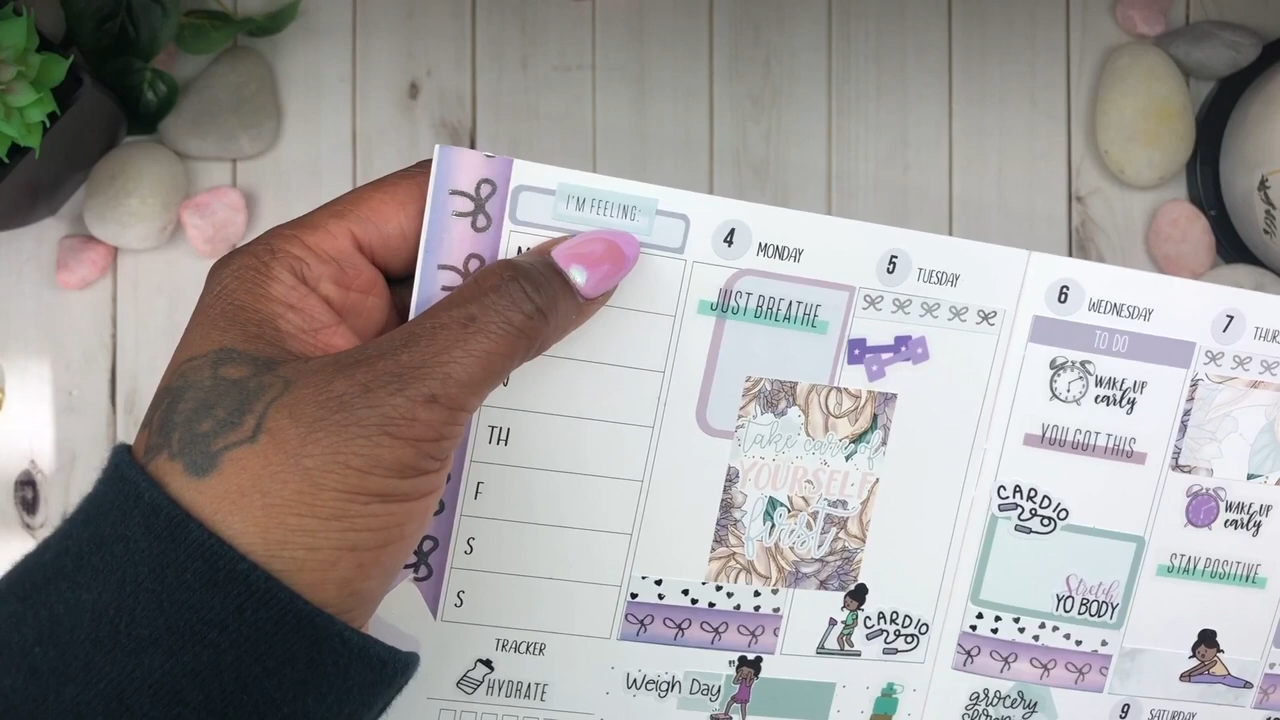 I'M FEELING:
TH
F
S
S
TRACKER
HYDRATE
4 MONDAY
JUST BREATHE
Take care of
YOURSELF
first
Weigh Day
5 TUESDAY
CARDIO
6 WEDNESDAY
TO DO
WAKE UP
early
YOU GOT THIS
CARDIO
Stretch
YO BODY
grocery
9 SATURDAY
7
WAKE UP
early
STAY POSITIVE